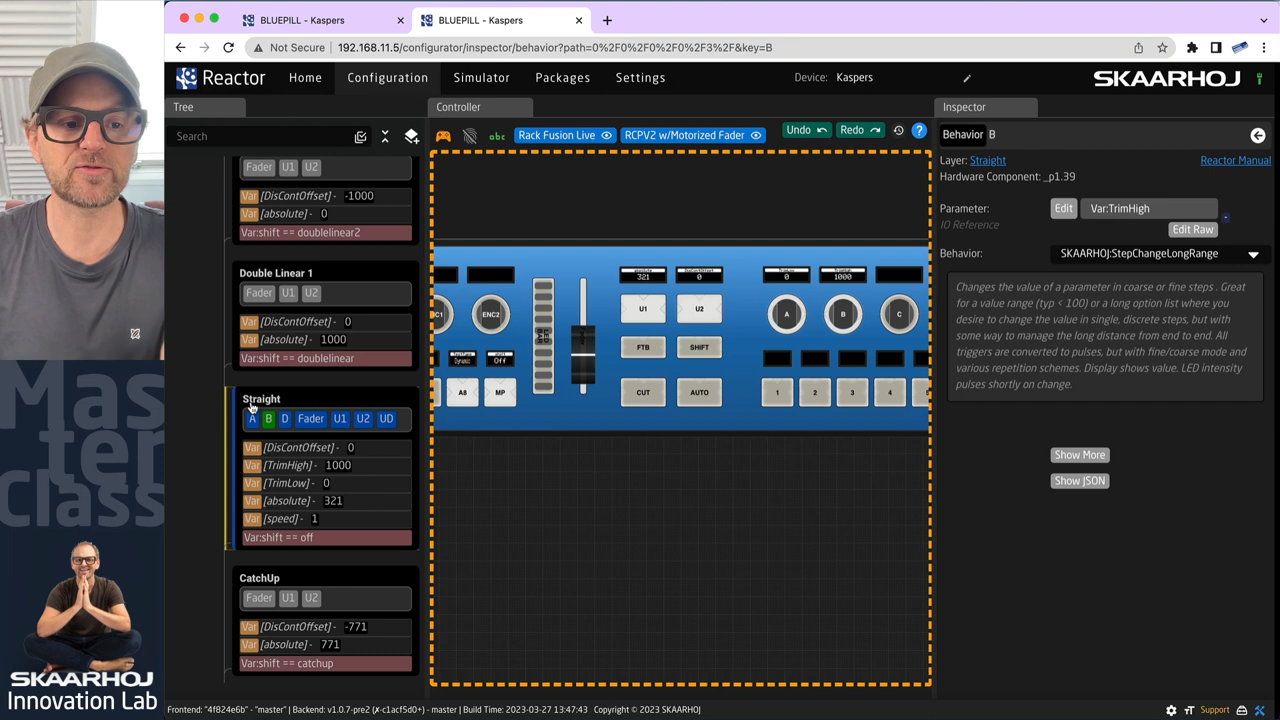 BLUEPILL - Kaspers
BLUEPILL - Kaspers
Not Secure | 192.168.11.5/configurator/inspector/behavior?path=0%2F0%2F0%2F0%2F3%2F&key=B
Reactor
Home
Configuration
Simulator
Packages
Settings
Device:
Kaspers
SKAARHOJ
Tree
Search
Fader U1 U2
Var [DisContOffset] - -1000
Var [absolute] - 0
Var:shift == doublelinear2
Double Linear 1
Fader U1 U2
Var [DisContOffset] - 0
Var [absolute] - 1000
Var:shift == doublelinear
Straight
A B D Fader U1 U2 UD
Var [DisContOffset] - 0
Var [TrimHigh] - 1000
Var [TrimLow] - 0
Var [absolute] - 321
Var [speed] - 1
Var:shift == off
CatchUp
Fader U1 U2
Var [DisContOffset] - -771
Var [absolute] - 771
Var:shift == catchup
Controller
abc
Rack Fusion Live
RCPV2 w/Motorized Fader
Undo
Redo
?
absolute
321
DisContOffset
0
TrimLow
0
TrimHigh
1000
ENC2
U1
U2
A
B
C
FTB
SHIFT
Dynamic
Off
A8
MP
CUT
AUTO
1
2
3
4
Inspector
Behavior B
Layer: Straight
Reactor Manual
Hardware Component: _p1.39
Parameter:
Edit
Var:TrimHigh
IO Reference
Edit Raw
Behavior:
SKAARHOJ:StepChangeLongRange
Changes the value of a parameter in coarse or fine steps . Great
for a value range (typ < 100) or a long option list where you
desire to change the value in single, discrete steps, but with
some way to manage the long distance from end to end. All
triggers are converted to pulses, but with fine/coarse mode and
various repetition schemes. Display shows value. LED intensity
pulses shortly on change.
Show More
Show JSON
Master
Class
SKAARHOJ
Innovation Lab
Frontend: "4f824e6b" - "master" | Backend: v1.0.7-pre2 (✗-c1acf5d0+) - master | Build Time: 2023-03-27 13:47:43 Copyright © 2023 SKAARHOJ
Support